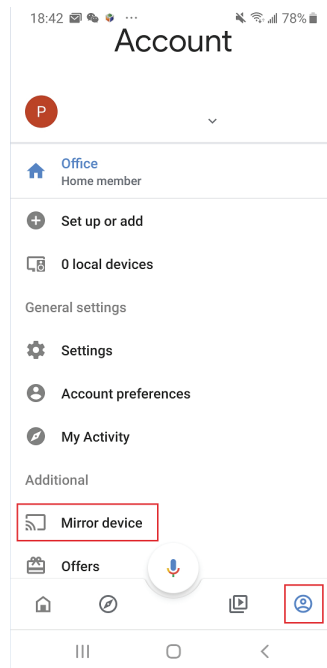 18:42 78%
Account
P
Office
Home member
Set up or add
0 local devices
General settings
Settings
Account preferences
My Activity
Additional
Mirror device
Offers